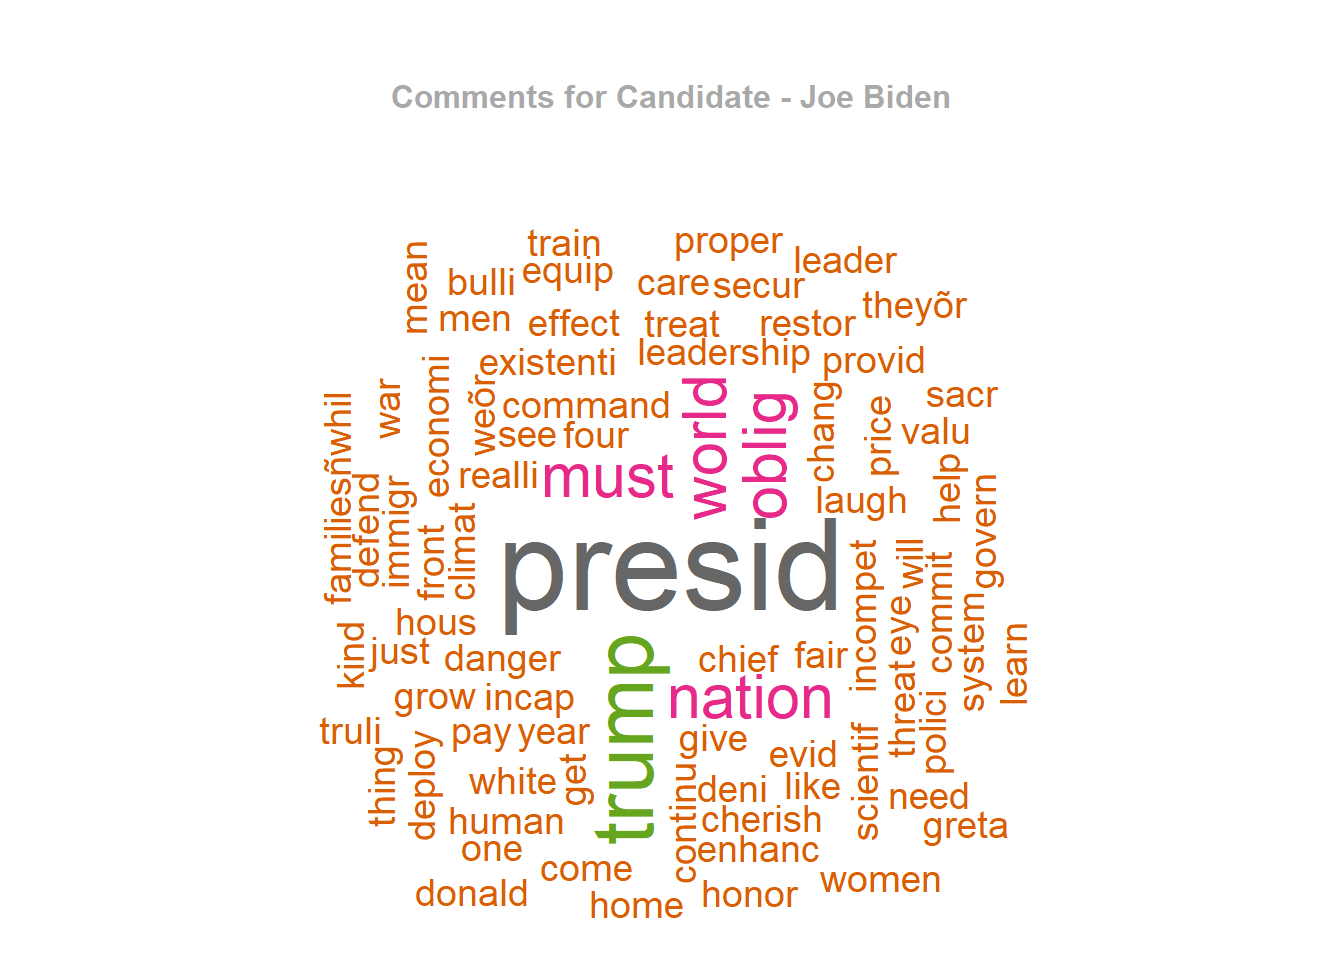 Comments for Candidate - Joe Biden
train
proper
leader
mean
bulli
equip
care
secur
theyõr
men
effect
treat
restor
existenti
leadership
provid
war
economi
weõr
command
world
oblig
chang
price
sacr
valu
familiesñwhil
see
four
realli
must
laugh
help
govern
defend
immigr
front
climat
presid
incompet
will
eye
commit
system
learn
hous
kind
just
danger
trump
chief
fair
threat
polici
grow
incap
nation
truli
pay
year
give
evid
scientif
thing
deploy
white
get
continu
deni
like
need
human
cherish
greta
one
enhanc
come
women
donald
home
honor